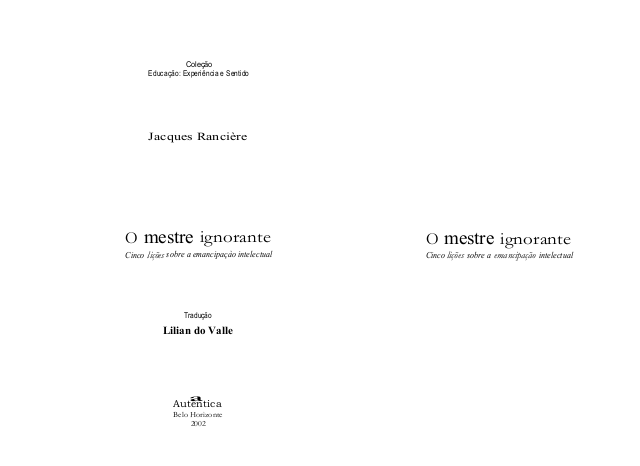 Coleção
Educação: Experiência e Sentido
Jacques Rancière
O mestre ignorante
Cinco lições sobre a emancipação intelectual
Tradução
Lilian do Valle
a
Autêntica
Belo Horizonte
2002
O mestre ignorante
Cinco lições sobre a emancipação intelectual